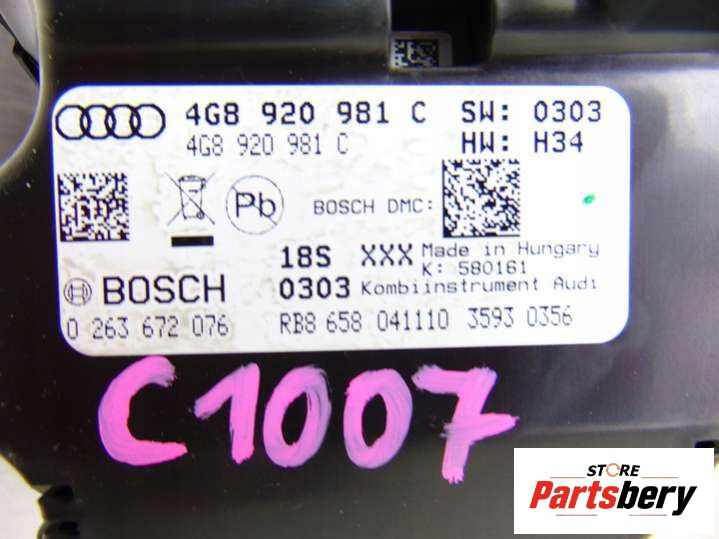 4G8 920 981 C SW: 0303
4G8 920 981 C HW: H34
Pb BOSCH DMC:
18S XXX Made in Hungary
K: 580161
BOSCH 0303 Kombiinstrument Audi
0 263 672 076 RB8 658 041110 3593 0356
C1007
STORE
Partsbery